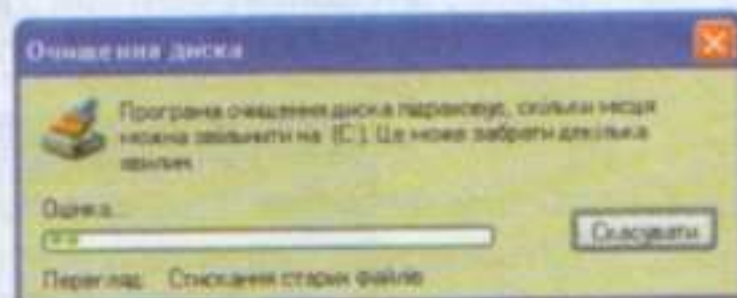 Очищення диска
Програма очищення диска підраховує, скільки місця
можна звільнити на (C:). Це може забрати декілька
хвилин.
Оцінка...
Скасувати
Перегляд: Стискання старих файлів